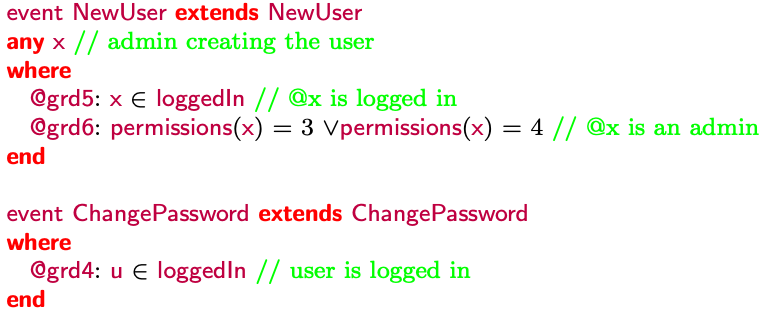 event NewUser extends NewUser
any x // admin creating the user
where
@grd5: x ∈ loggedIn // @x is logged in
@grd6: permissions(x) = 3 ∨permissions(x) = 4 // @x is an admin
end
event ChangePassword extends ChangePassword
where
@grd4: u ∈ loggedIn // user is logged in
end